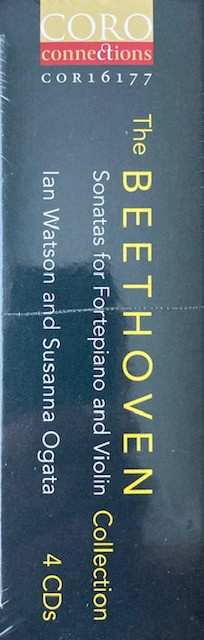 CORO
connections
COR16177
The BEETHOVEN
Sonatas for Fortepiano and Violin Collection
Ian Watson and Susanna Ogata 4 CDs